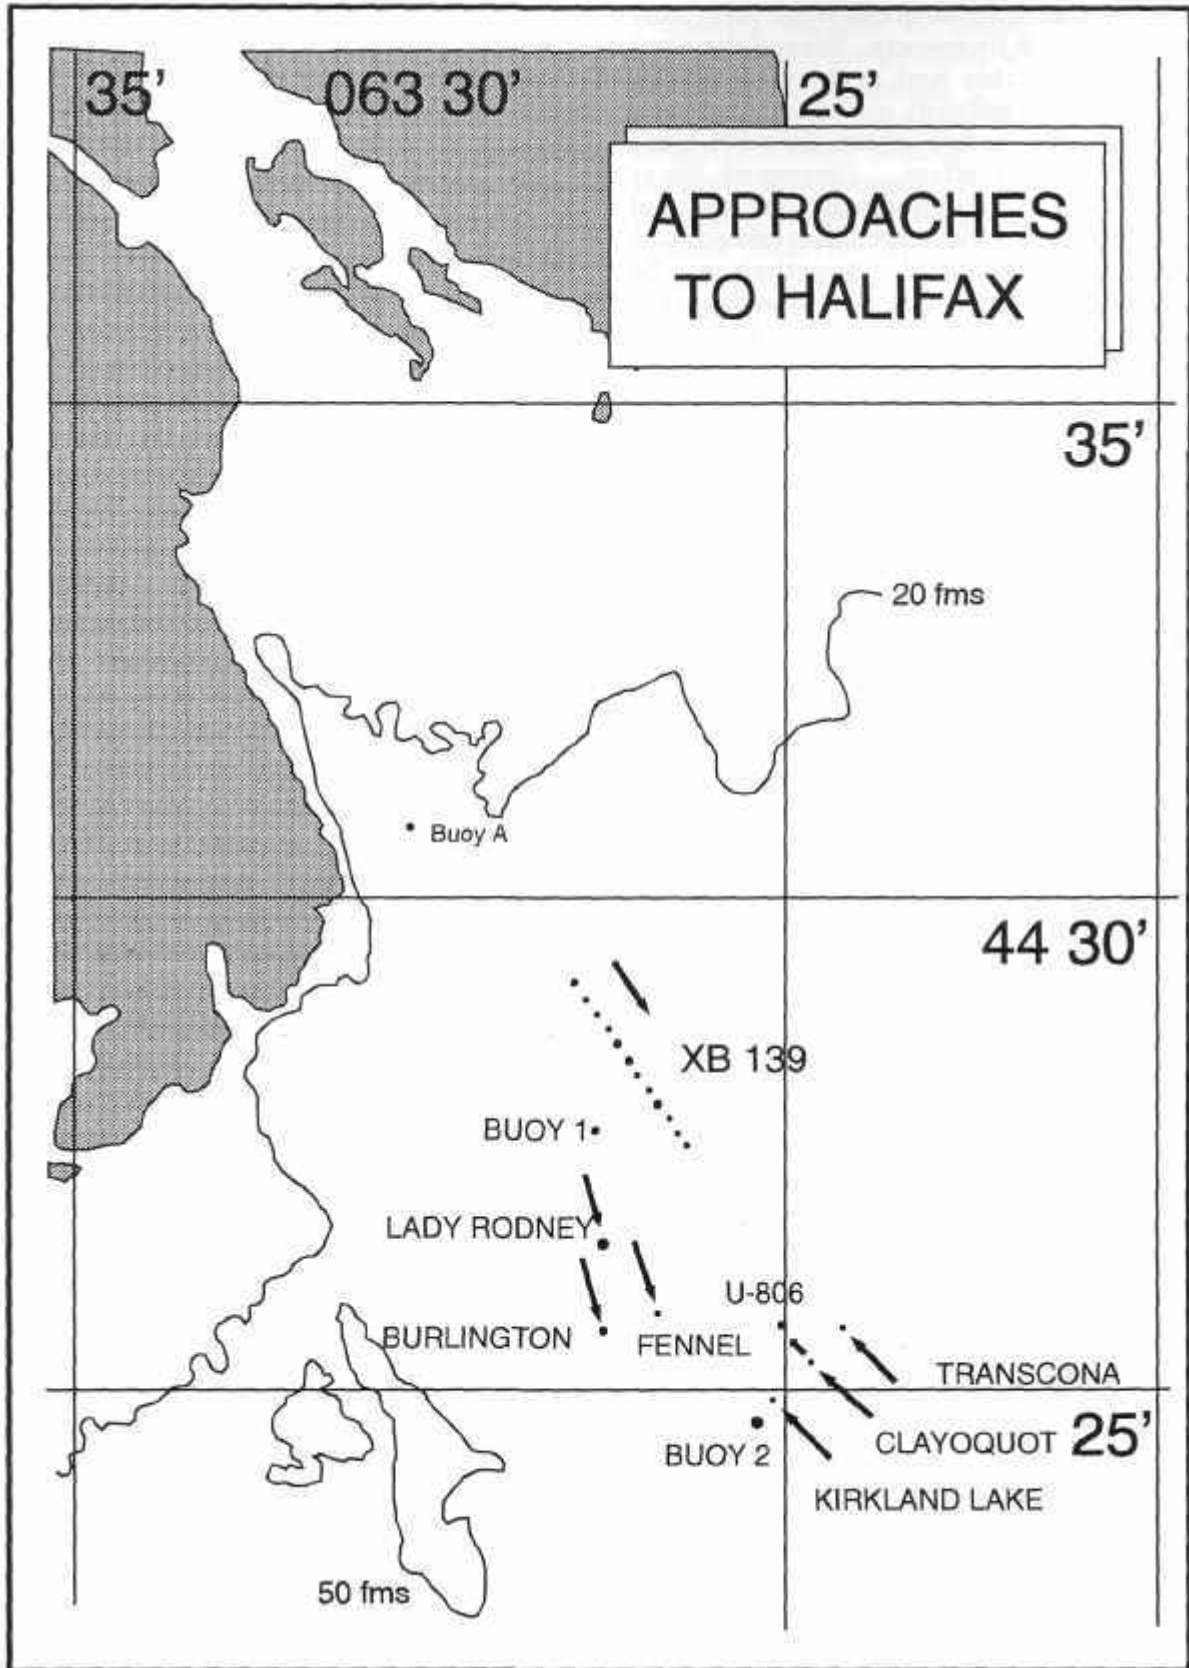 35'
063 30'
25'
APPROACHES
TO HALIFAX
35'
20 fms
Buoy A
44 30'
XB 139
BUOY 1
LADY RODNEY
U-806
BURLINGTON
FENNEL
TRANSCONA
25'
CLAYOQUOT
BUOY 2
KIRKLAND LAKE
50 fms